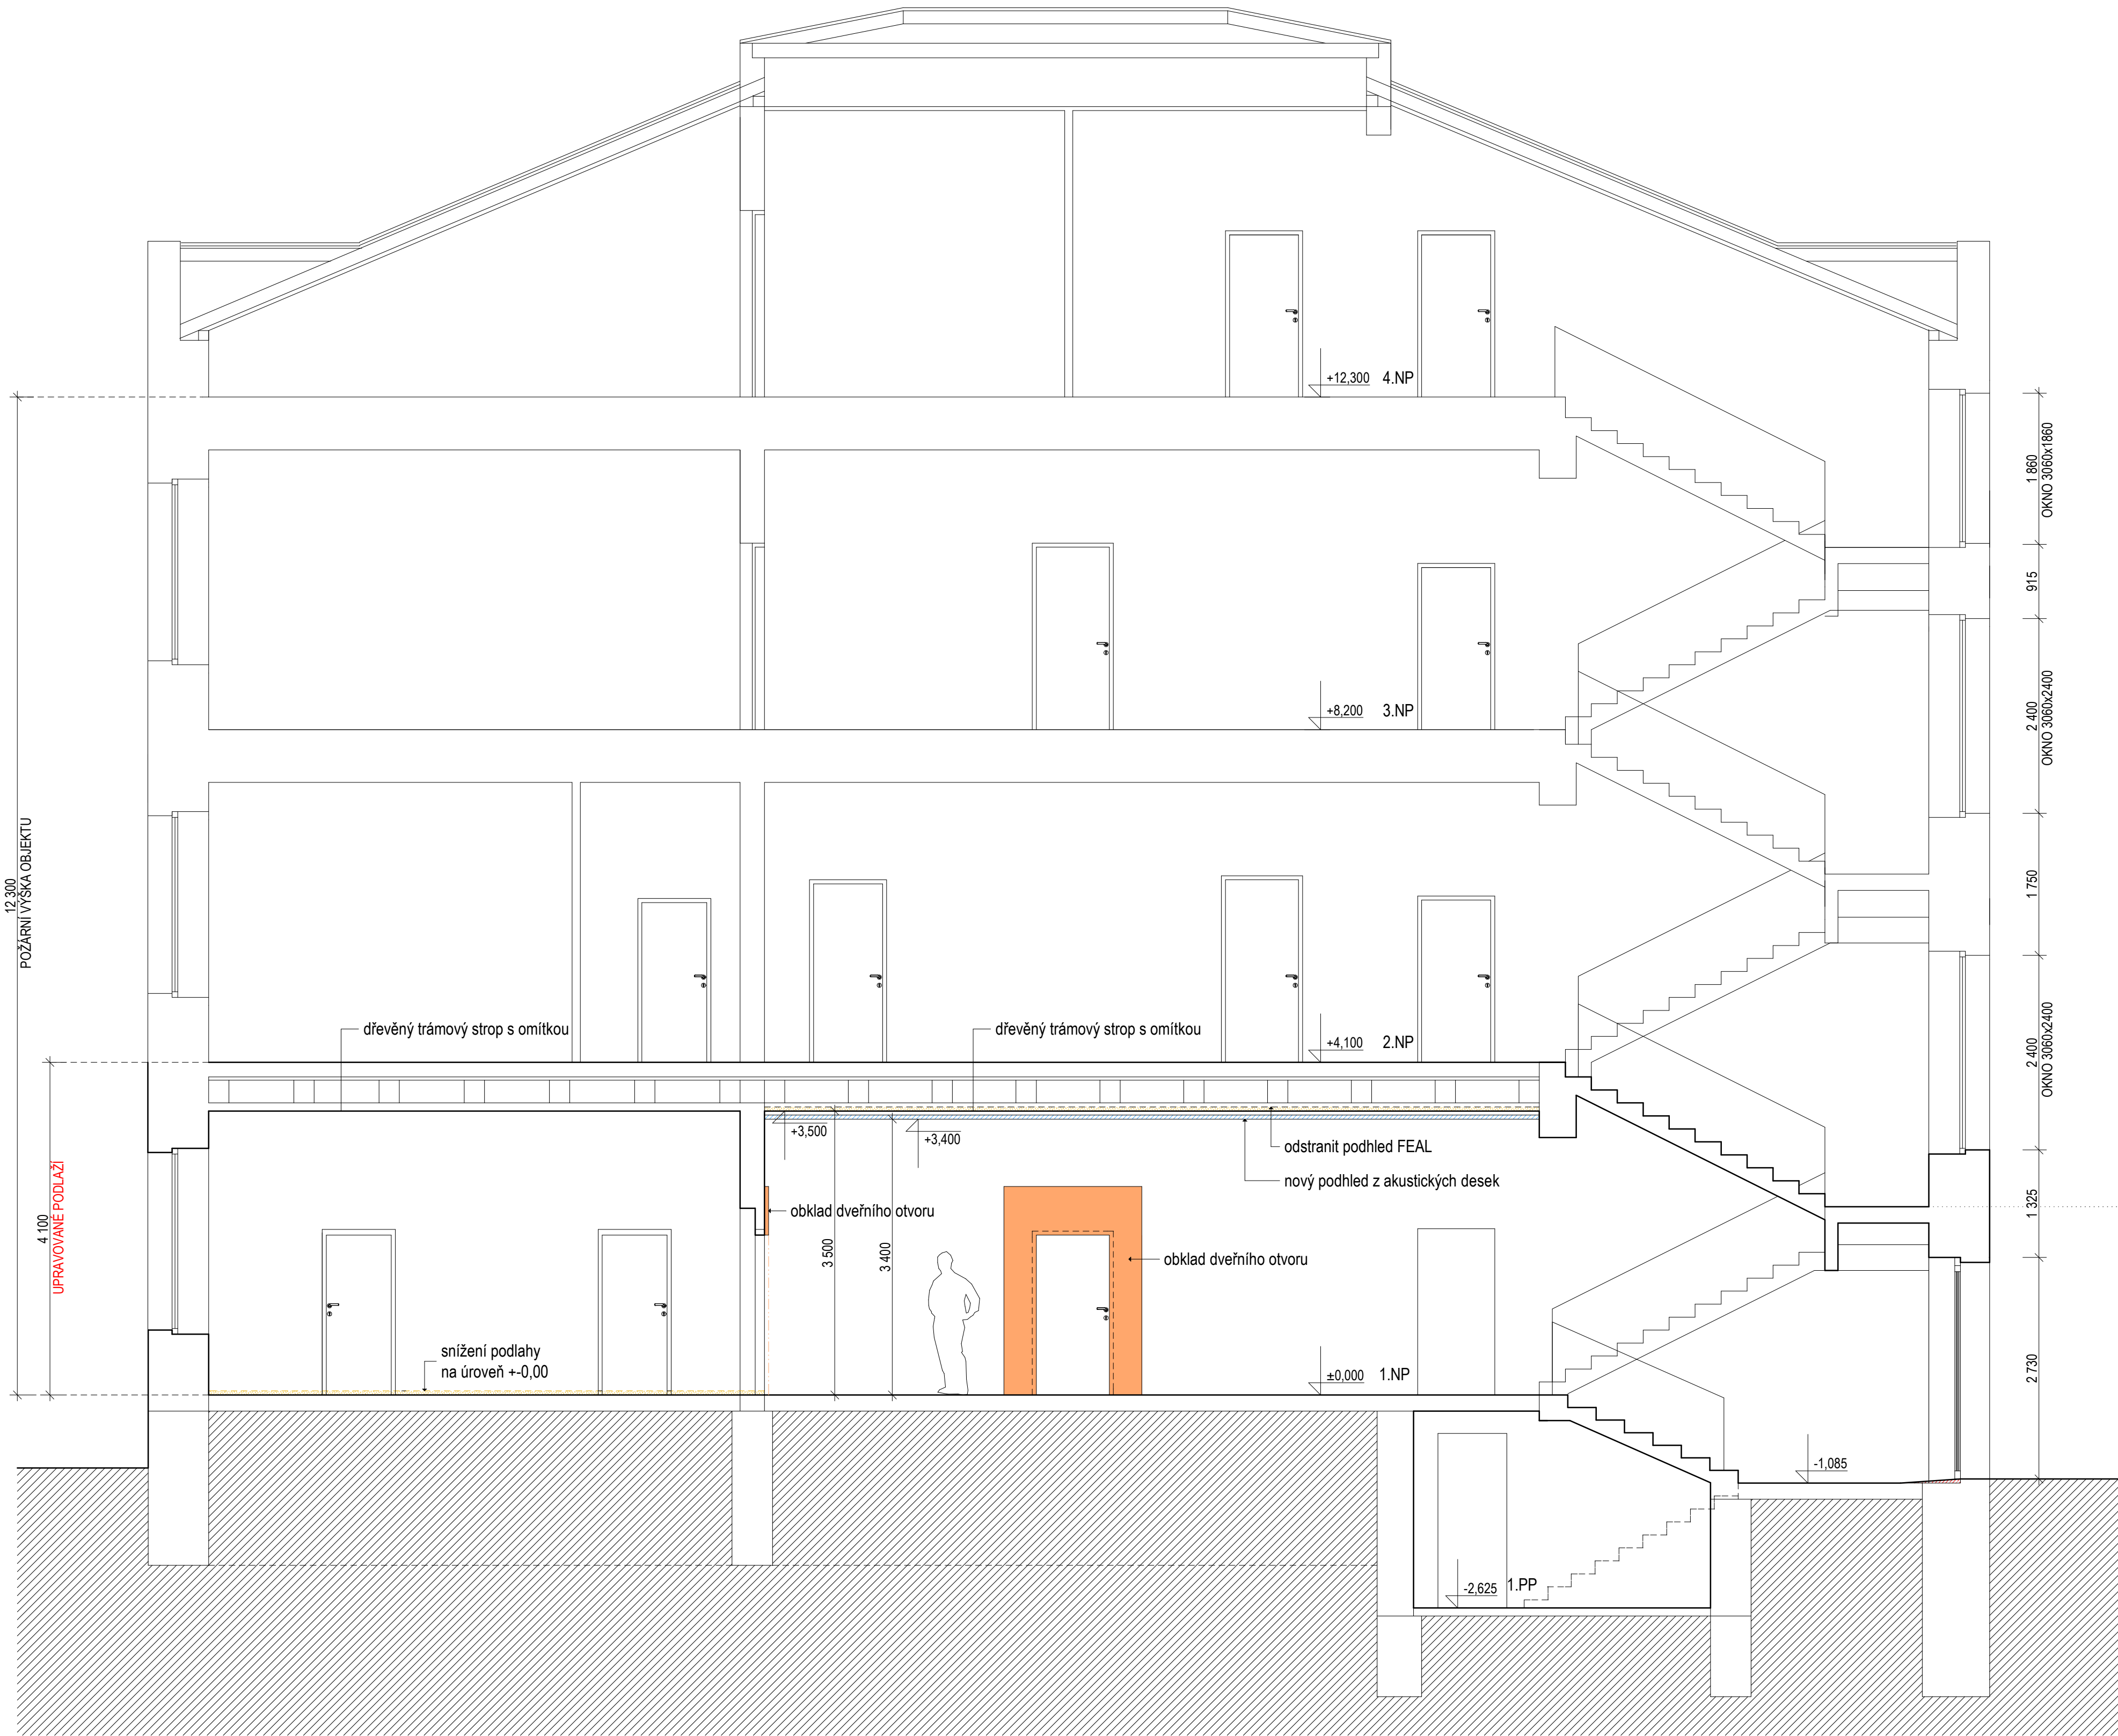 +12,300 4.NP
1 860
OKNO 3060x1860
915
+8,200 3.NP
2 400
OKNO 3060x2400
12 300
POŽÁRNÍ VÝŠKA OBJEKTU
1 750
dřevěný trámový strop s omítkou
dřevěný trámový strop s omítkou
+4,100 2.NP
2 400
OKNO 3060x2400
+3,500
+3,400
odstranit podhled FEAL
nový podhled z akustických desek
4 100
UPRAVOVANÉ PODLAŽÍ
obklad dveřního otvoru
3 500
3 400
obklad dveřního otvoru
1 325
snížení podlahy
na úroveň +-0,00
±0,000 1.NP
2 730
-1,085
-2,625 1.PP